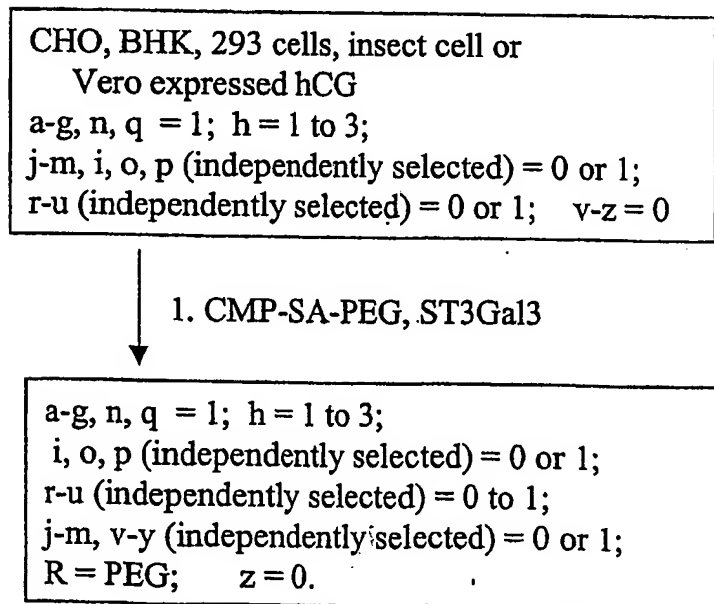 CHO, BHK, 293 cells, insect cell or
Vero expressed hCG
a-g, n, q = 1; h = 1 to 3;
j-m, i, o, p (independently selected) = 0 or 1;
r-u (independently selected) = 0 or 1; v-z = 0
1. CMP-SA-PEG, ST3Gal3
a-g, n, q = 1; h = 1 to 3;
i, o, p (independently selected) = 0 or 1;
r-u (independently selected) = 0 to 1;
j-m, v-y (independently selected) = 0 or 1;
R = PEG; z = 0.